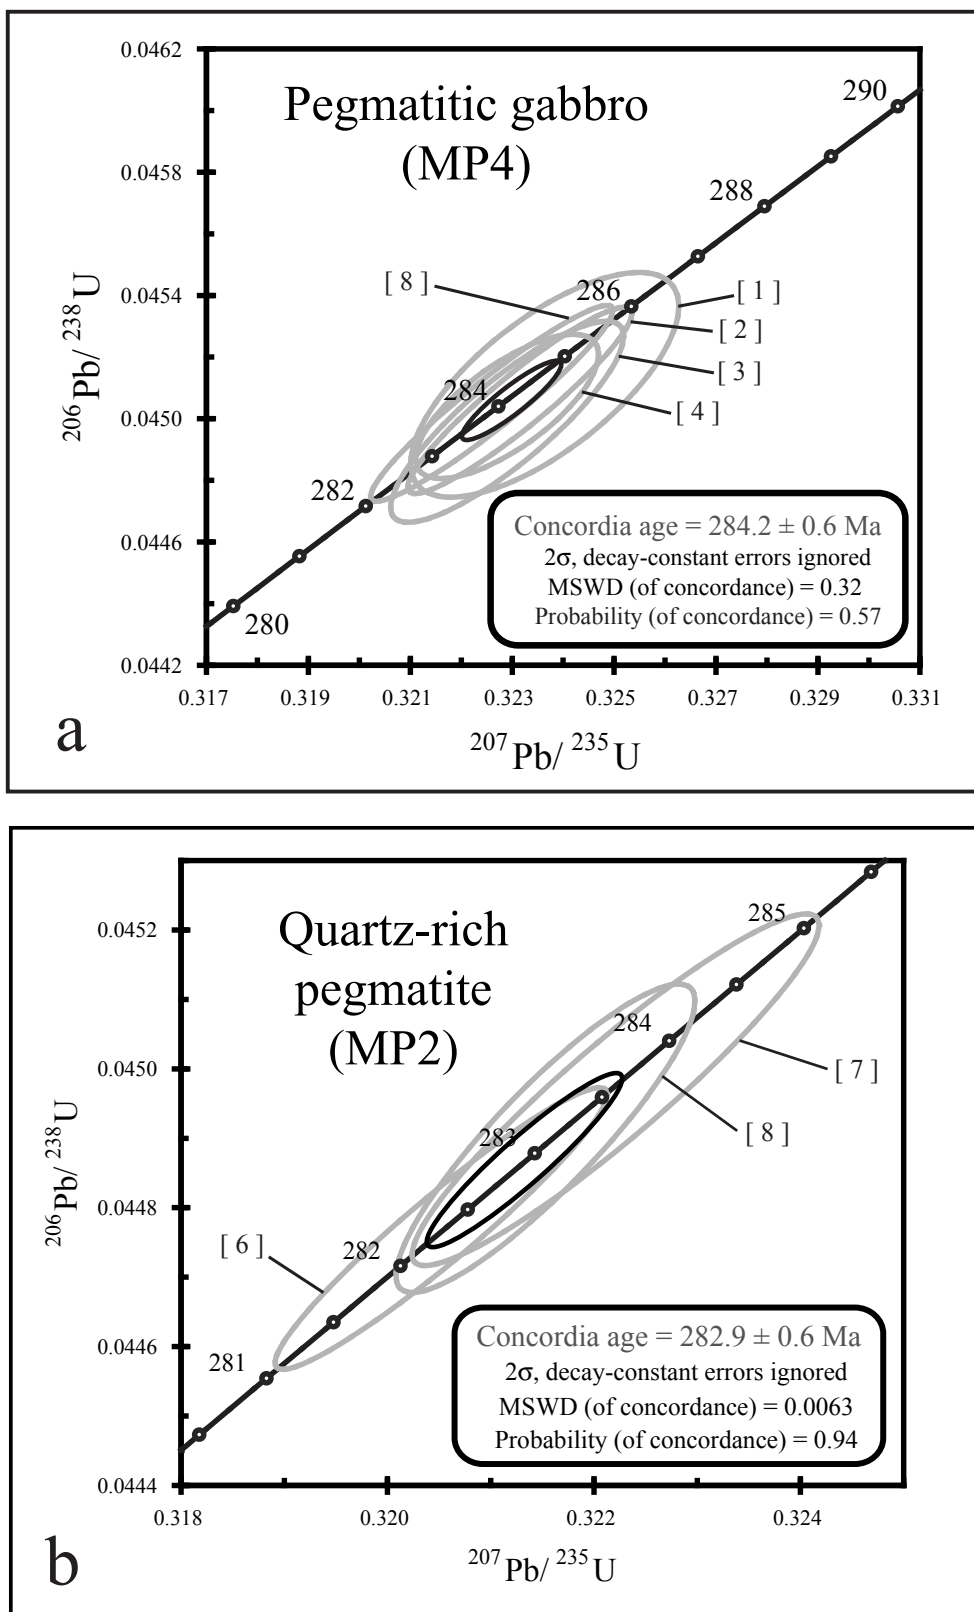 Pegmatitic gabbro
(MP4)
0.0462
0.0458
0.0454
0.0450
0.0446
0.0442
206Pb/ 238U
290
288
286
284
282
280
[ 8 ]
[ 1 ]
[ 2 ]
[ 3 ]
[ 4 ]
Concordia age = 284.2 ± 0.6 Ma
2σ, decay-constant errors ignored
MSWD (of concordance) = 0.32
Probability (of concordance) = 0.57
0.317 0.319 0.321 0.323 0.325 0.327 0.329 0.331
207Pb/ 235U
a
Quartz-rich
pegmatite
(MP2)
0.0452
0.0450
0.0448
0.0446
0.0444
206Pb/ 238U
285
284
283
282
281
[ 7 ]
[ 8 ]
[ 6 ]
Concordia age = 282.9 ± 0.6 Ma
2σ, decay-constant errors ignored
MSWD (of concordance) = 0.0063
Probability (of concordance) = 0.94
0.318 0.320 0.322 0.324
207Pb/ 235U
b